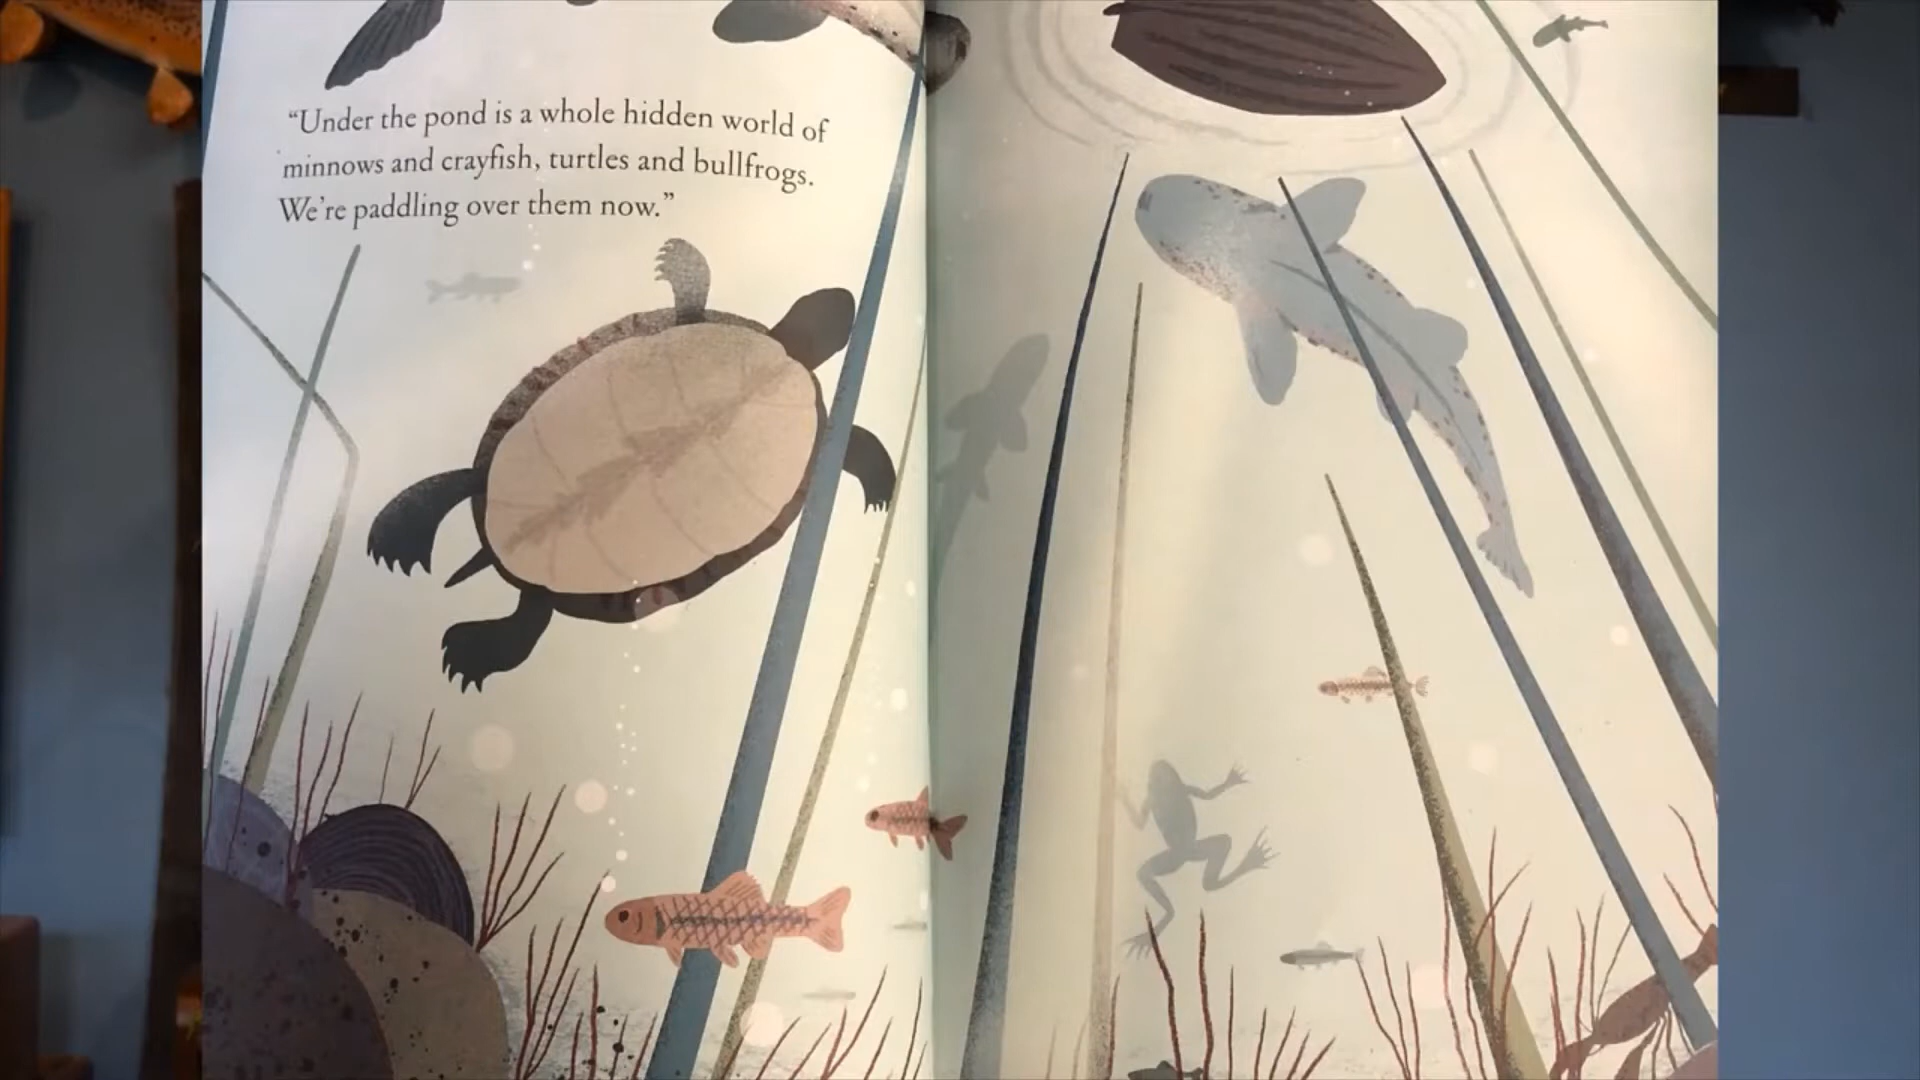 “Under the pond is a whole hidden world of
minnows and crayfish, turtles and bullfrogs.
We’re paddling over them now.”